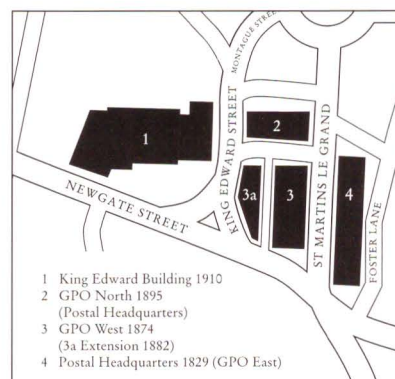 MONTAGUE STREET
KING EDWARD STREET
ST MARTINS LE GRAND
NEWGATE STREET
FOSTER LANE
1
2
3a
3
4
1 King Edward Building 1910
2 GPO North 1895
(Postal Headquarters)
3 GPO West 1874
(3a Extension 1882)
4 Postal Headquarters 1829 (GPO East)